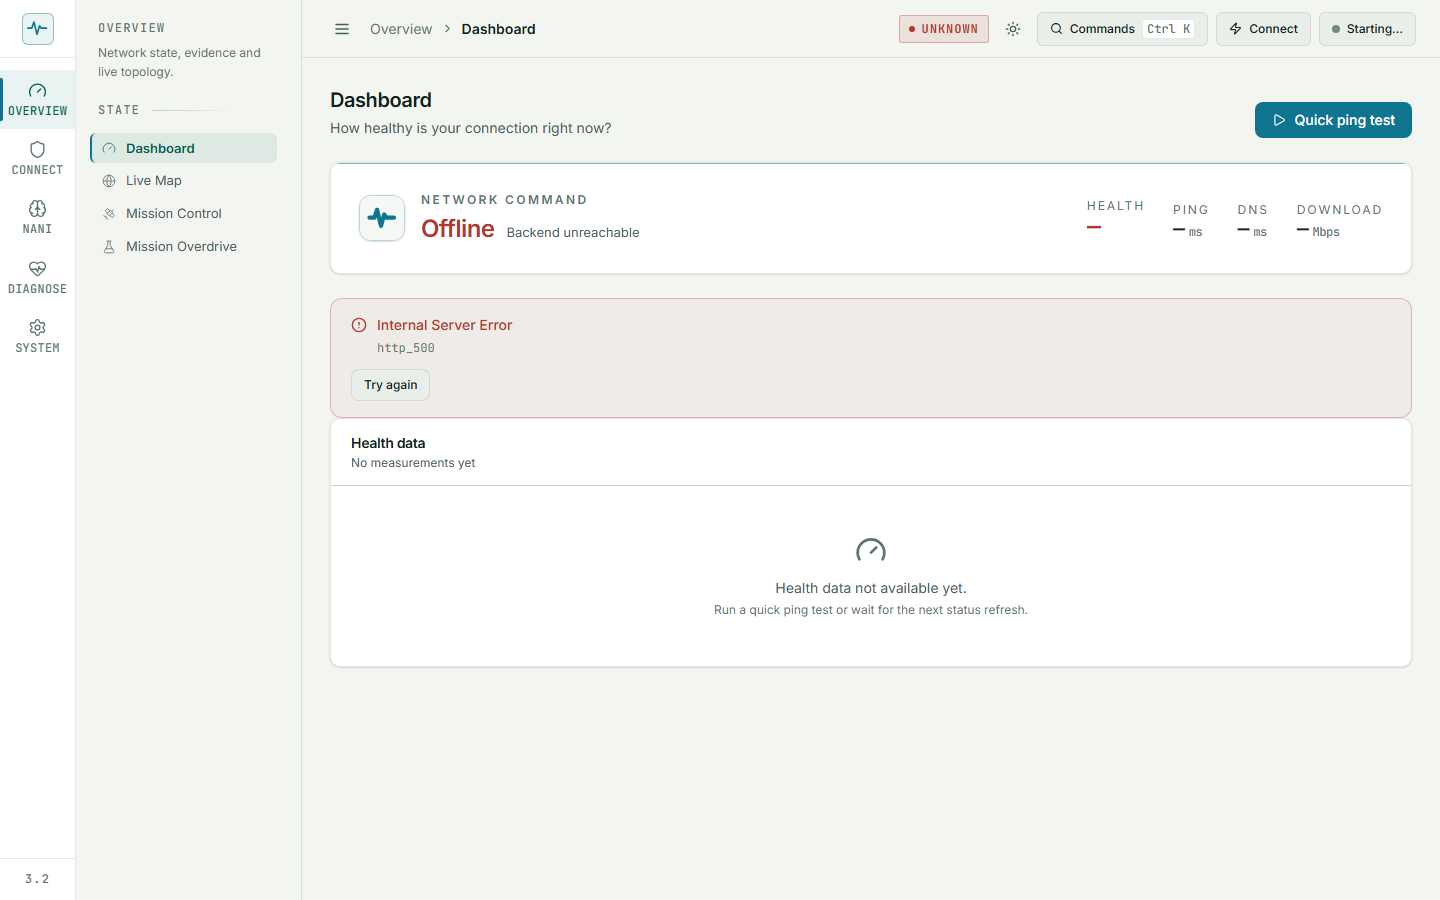 OVERVIEW
CONNECT
NANI
DIAGNOSE
SYSTEM
3.2
OVERVIEW
Network state, evidence and
live topology.
STATE
Dashboard
Live Map
Mission Control
Mission Overdrive
Overview > Dashboard
UNKNOWN
Commands Ctrl K
Connect
Starting...
Dashboard
How healthy is your connection right now?
Quick ping test
NETWORK COMMAND
Offline Backend unreachable
HEALTH
—
PING
— ms
DNS
— ms
DOWNLOAD
— Mbps
Internal Server Error
http_500
Try again
Health data
No measurements yet
Health data not available yet.
Run a quick ping test or wait for the next status refresh.